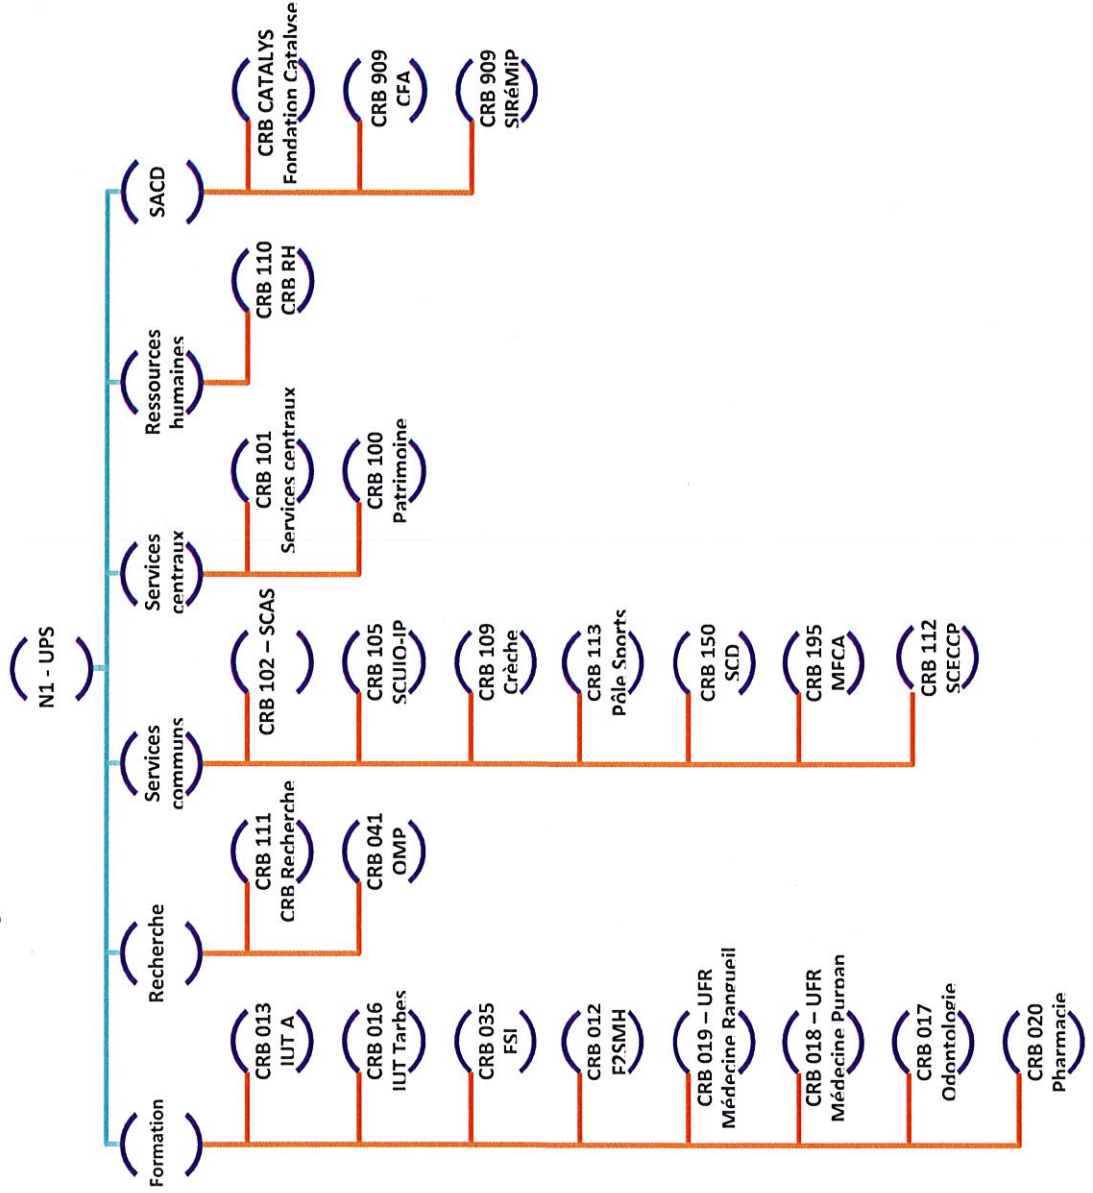 N1 - UPS
Formation
CRB 013
IUT A
CRB 016
IUT Tarbes
CRB 035
FSI
CRB 012
F2SMH
CRB 019 – UFR
Médecine Rangueil
CRB 018 – UFR
Médecine Purpan
CRB 017
Odontologie
CRB 020
Pharmacie
Recherche
CRB 111
CRB Recherche
CRB 041
OMP
Services
communs
CRB 102 – SCAS
CRB 105
SCUIO-IP
CRB 109
Crèche
CRB 113
Pôle Sports
CRB 150
SCD
CRB 195
MFCA
CRB 112
SCECCP
Services
centraux
CRB 101
Services centraux
CRB 100
Patrimoine
Ressources
humaines
CRB 110
CRB RH
SACD
CRB CATALYS
Fondation Catalyse
CRB 909
CFA
CRB 909
SIRéMiP